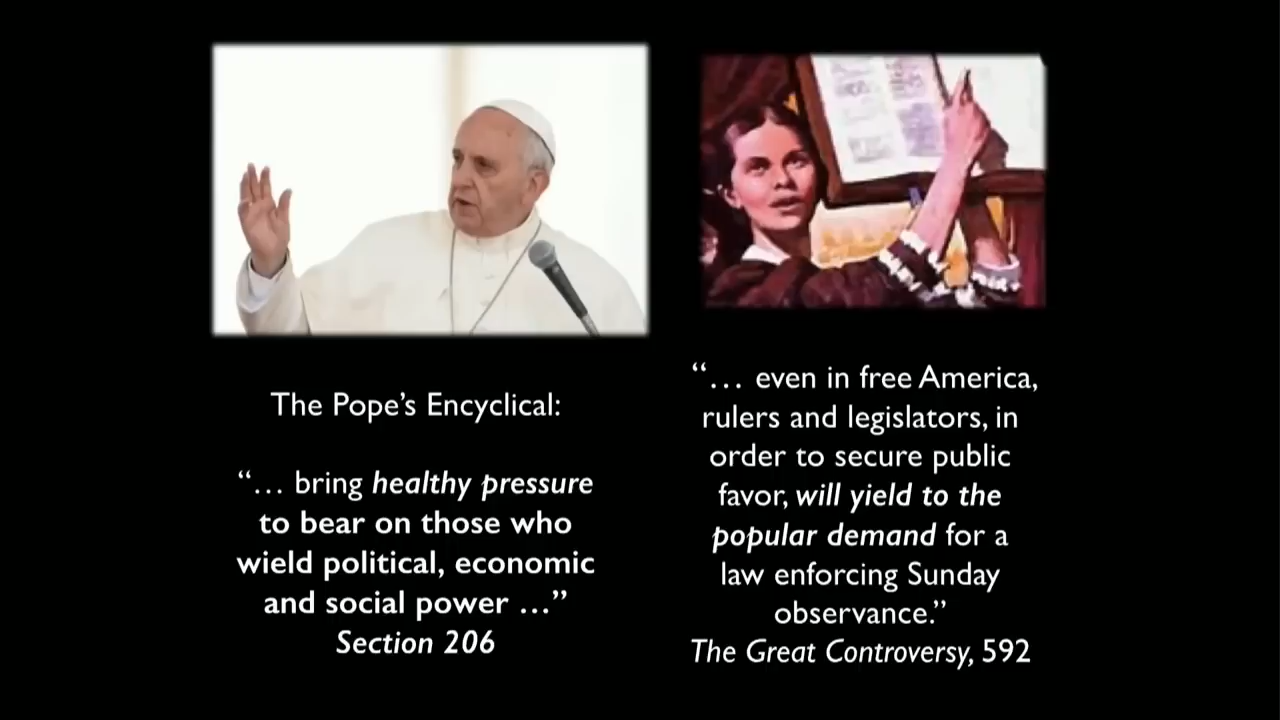 The Pope's Encyclical:
“… bring healthy pressure
to bear on those who
wield political, economic
and social power …”
Section 206
“… even in free America,
rulers and legislators, in
order to secure public
favor, will yield to the
popular demand for a
law enforcing Sunday
observance.”
The Great Controversy, 592